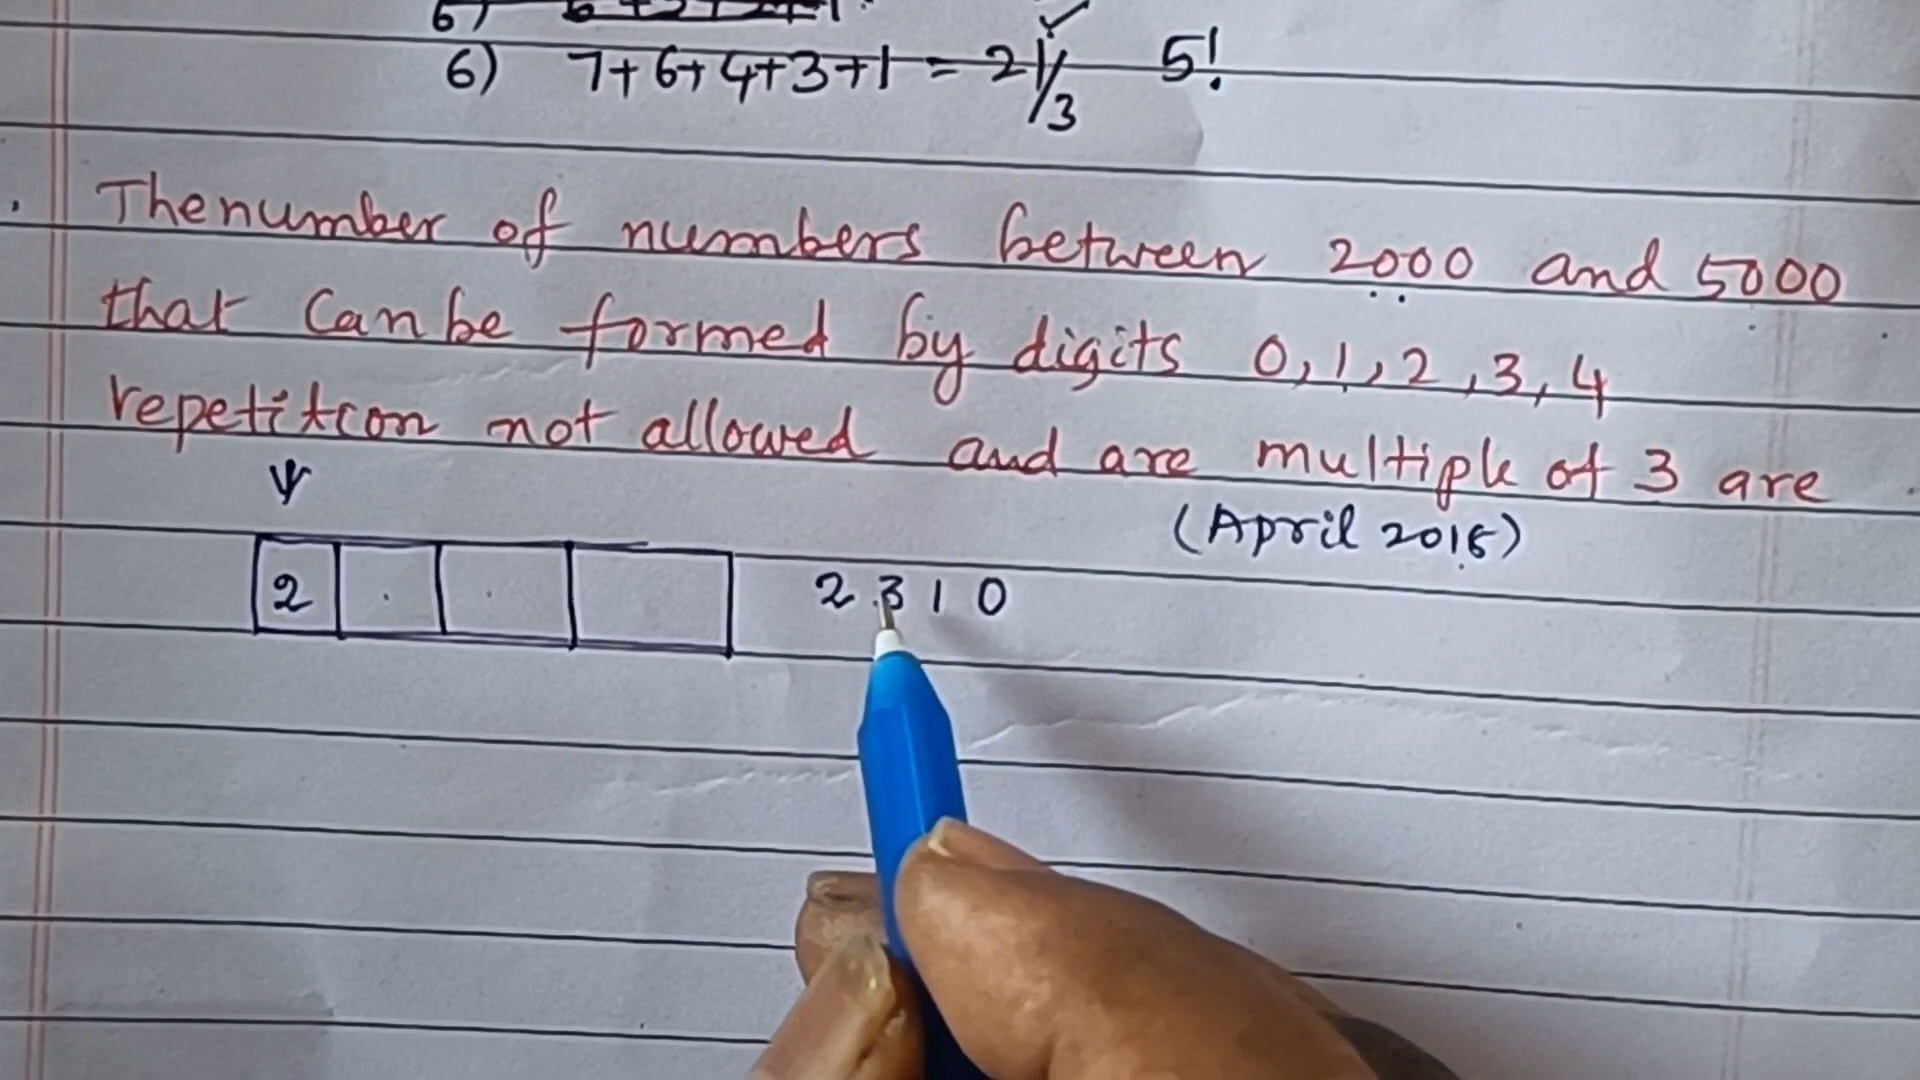 6) 7+6+4+3+1 = 21/3 5!
The number of numbers between 2000 and 5000
that can be formed by digits 0,1,2,3,4
repetition not allowed and are multiple of 3 are
(April 2018)
2 2 3 1 0